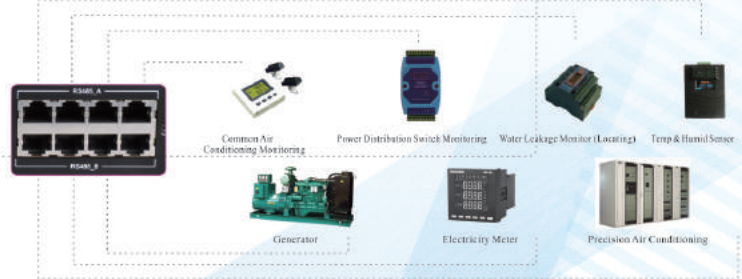 RS485_A
RS485_B
Common Air
Conditioning Monitoring
Power Distribution Switch Monitoring
Water Leakage Monitor (Locating)
Temp & Humid Sensor
Generator
Electricity Meter
Precision Air Conditioning